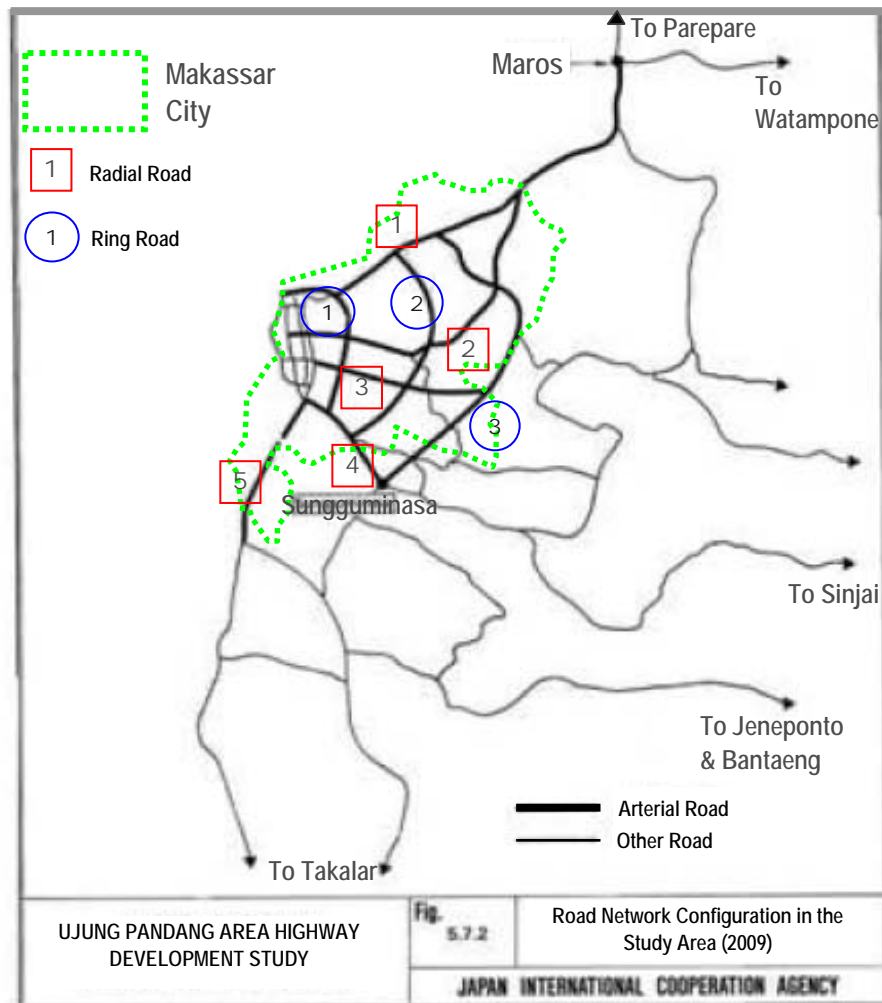 To Parepare
Maros
To
Watampone
Makassar
City
1
Radial Road
1
Ring Road
1
1
2
2
3
3
4
5
Sungguminasa
To Sinjai
To Jeneponto
& Bantaeng
Arterial Road
Other Road
To Takalar
UJUNG PANDANG AREA HIGHWAY
DEVELOPMENT STUDY
Fig.
5.7.2
Road Network Configuration in the
Study Area (2009)
JAPAN INTERNATIONAL COOPERATION AGENCY